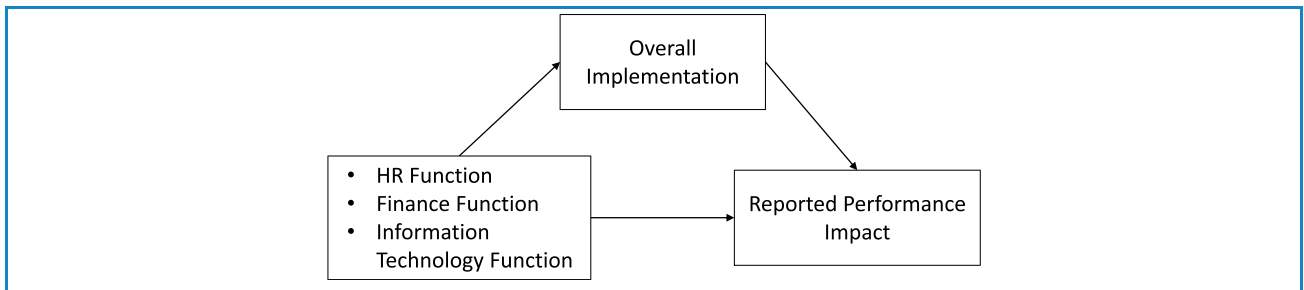 Overall
Implementation
• HR Function
• Finance Function
• Information
Technology Function
Reported Performance
Impact